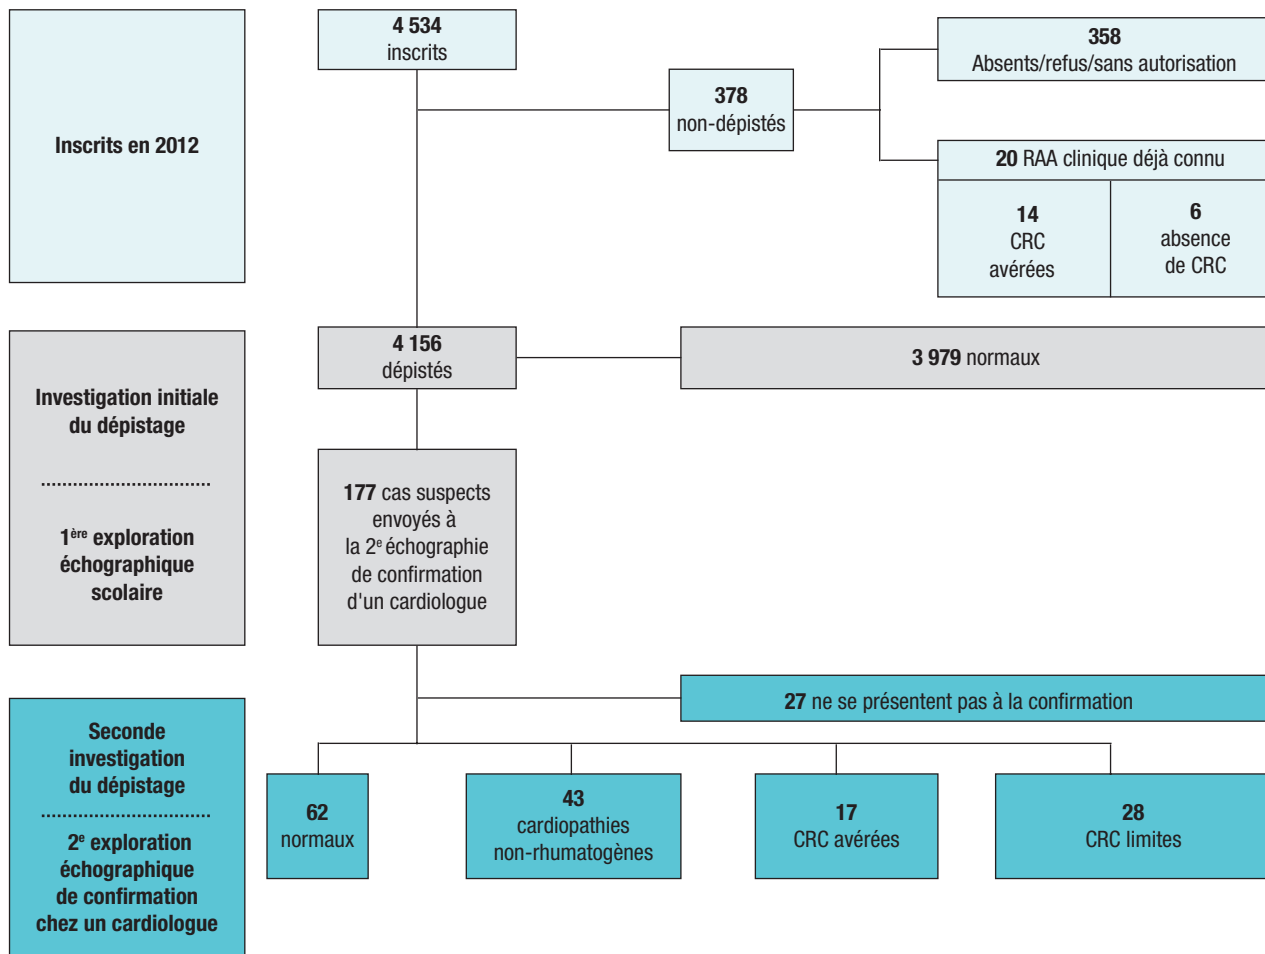 Inscrits en 2012
4 534
inscrits
378
non-dépistés
358
Absents/refus/sans autorisation
20 RAA clinique déjà connu
14
CRC
avérées
6
absence
de CRC
Investigation initiale
du dépistage
..................................
1ère exploration
échographique
scolaire
4 156
dépistés
3 979 normaux
177 cas suspects
envoyés à
la 2e échographie
de confirmation
d'un cardiologue
Seconde
investigation
du dépistage
..................................
2e exploration
échographique
de confirmation
chez un cardiologue
27 ne se présentent pas à la confirmation
62
normaux
43
cardiopathies
non-rhumatogènes
17
CRC avérées
28
CRC limites